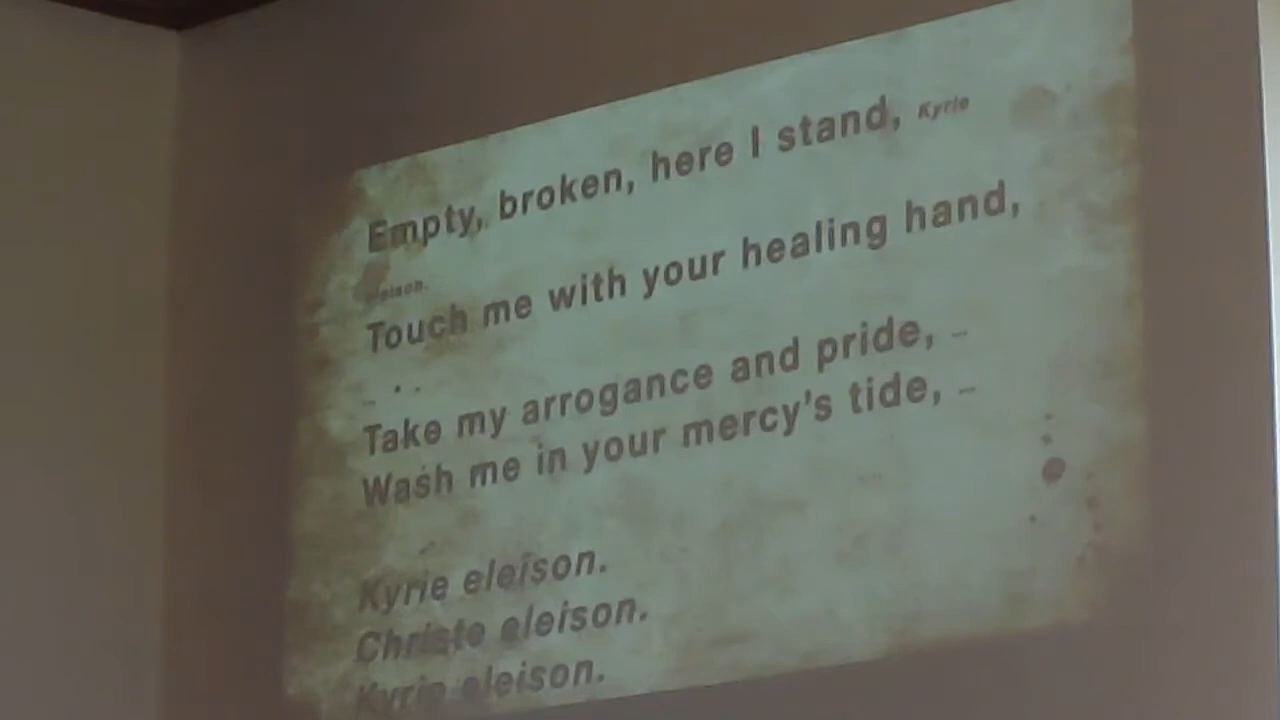 Empty, broken, here I stand, Kyrie
eleison.
Touch me with your healing hand,
Take my arrogance and pride, –
Wash me in your mercy's tide, –
Kyrie eleison.
Christe eleison.
Kyrie eleison.